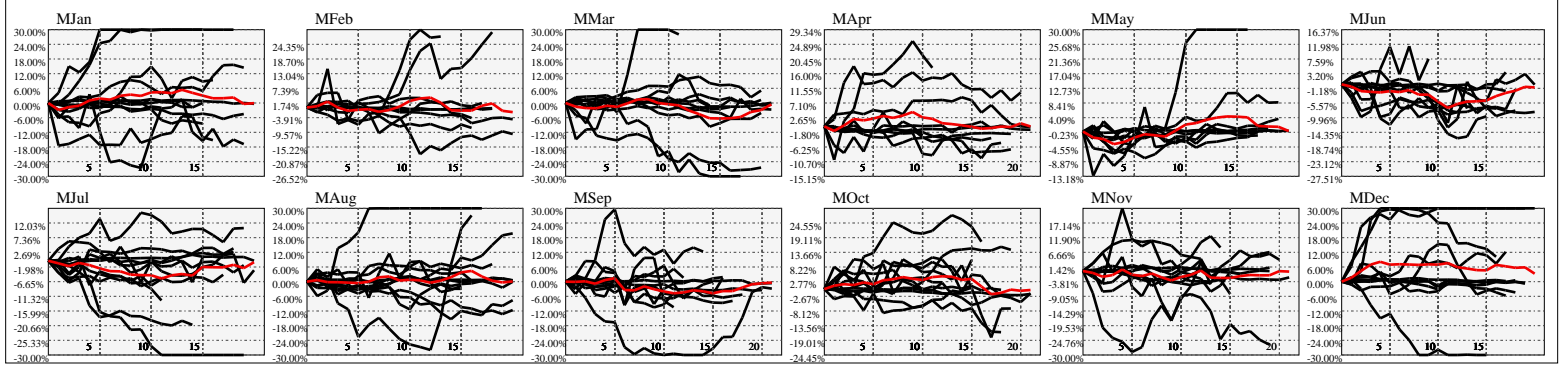 MJan MFeb MMar MApr MMay MJun
30.00% 24.00% 18.00% 12.00% 6.00% 0.00% -6.00% -12.00% -18.00% -24.00% -30.00%
5 10 15
24.35% 18.70% 13.04% 7.39% 1.74% -3.91% -9.57% -15.22% -20.87% -26.52%
5 10 15
30.00% 24.00% 18.00% 12.00% 6.00% 0.00% -6.00% -12.00% -18.00% -24.00% -30.00%
5 10 15
29.34% 24.89% 20.45% 16.00% 11.55% 7.10% 2.65% -1.80% -6.25% -10.70% -15.15%
5 10 15 20
30.00% 25.68% 21.36% 17.04% 12.73% 8.41% 4.09% -0.23% -4.55% -8.87% -13.18%
5 10 15
16.37% 11.98% 7.59% 3.20% -1.18% -5.57% -9.96% -14.35% -18.74% -23.12% -27.51%
5 10 15
MJul MAug MSep MOct MNov MDec
12.03% 7.36% 2.69% -1.98% -6.65% -11.32% -15.99% -20.66% -25.33% -30.00%
5 10 15
30.00% 24.00% 18.00% 12.00% 6.00% 0.00% -6.00% -12.00% -18.00% -24.00% -30.00%
5 10 15
30.00% 24.00% 18.00% 12.00% 6.00% 0.00% -6.00% -12.00% -18.00% -24.00% -30.00%
5 10 15 20
24.55% 19.11% 13.66% 8.22% 2.77% -2.67% -8.12% -13.57% -19.01% -24.45%
5 10 15 20
17.14% 11.90% 6.66% 1.42% -3.81% -9.05% -14.29% -19.53% -24.76% -30.00%
5 10 15 20
30.00% 24.00% 18.00% 12.00% 6.00% 0.00% -6.00% -12.00% -18.00% -24.00% -30.00%
5 10 15